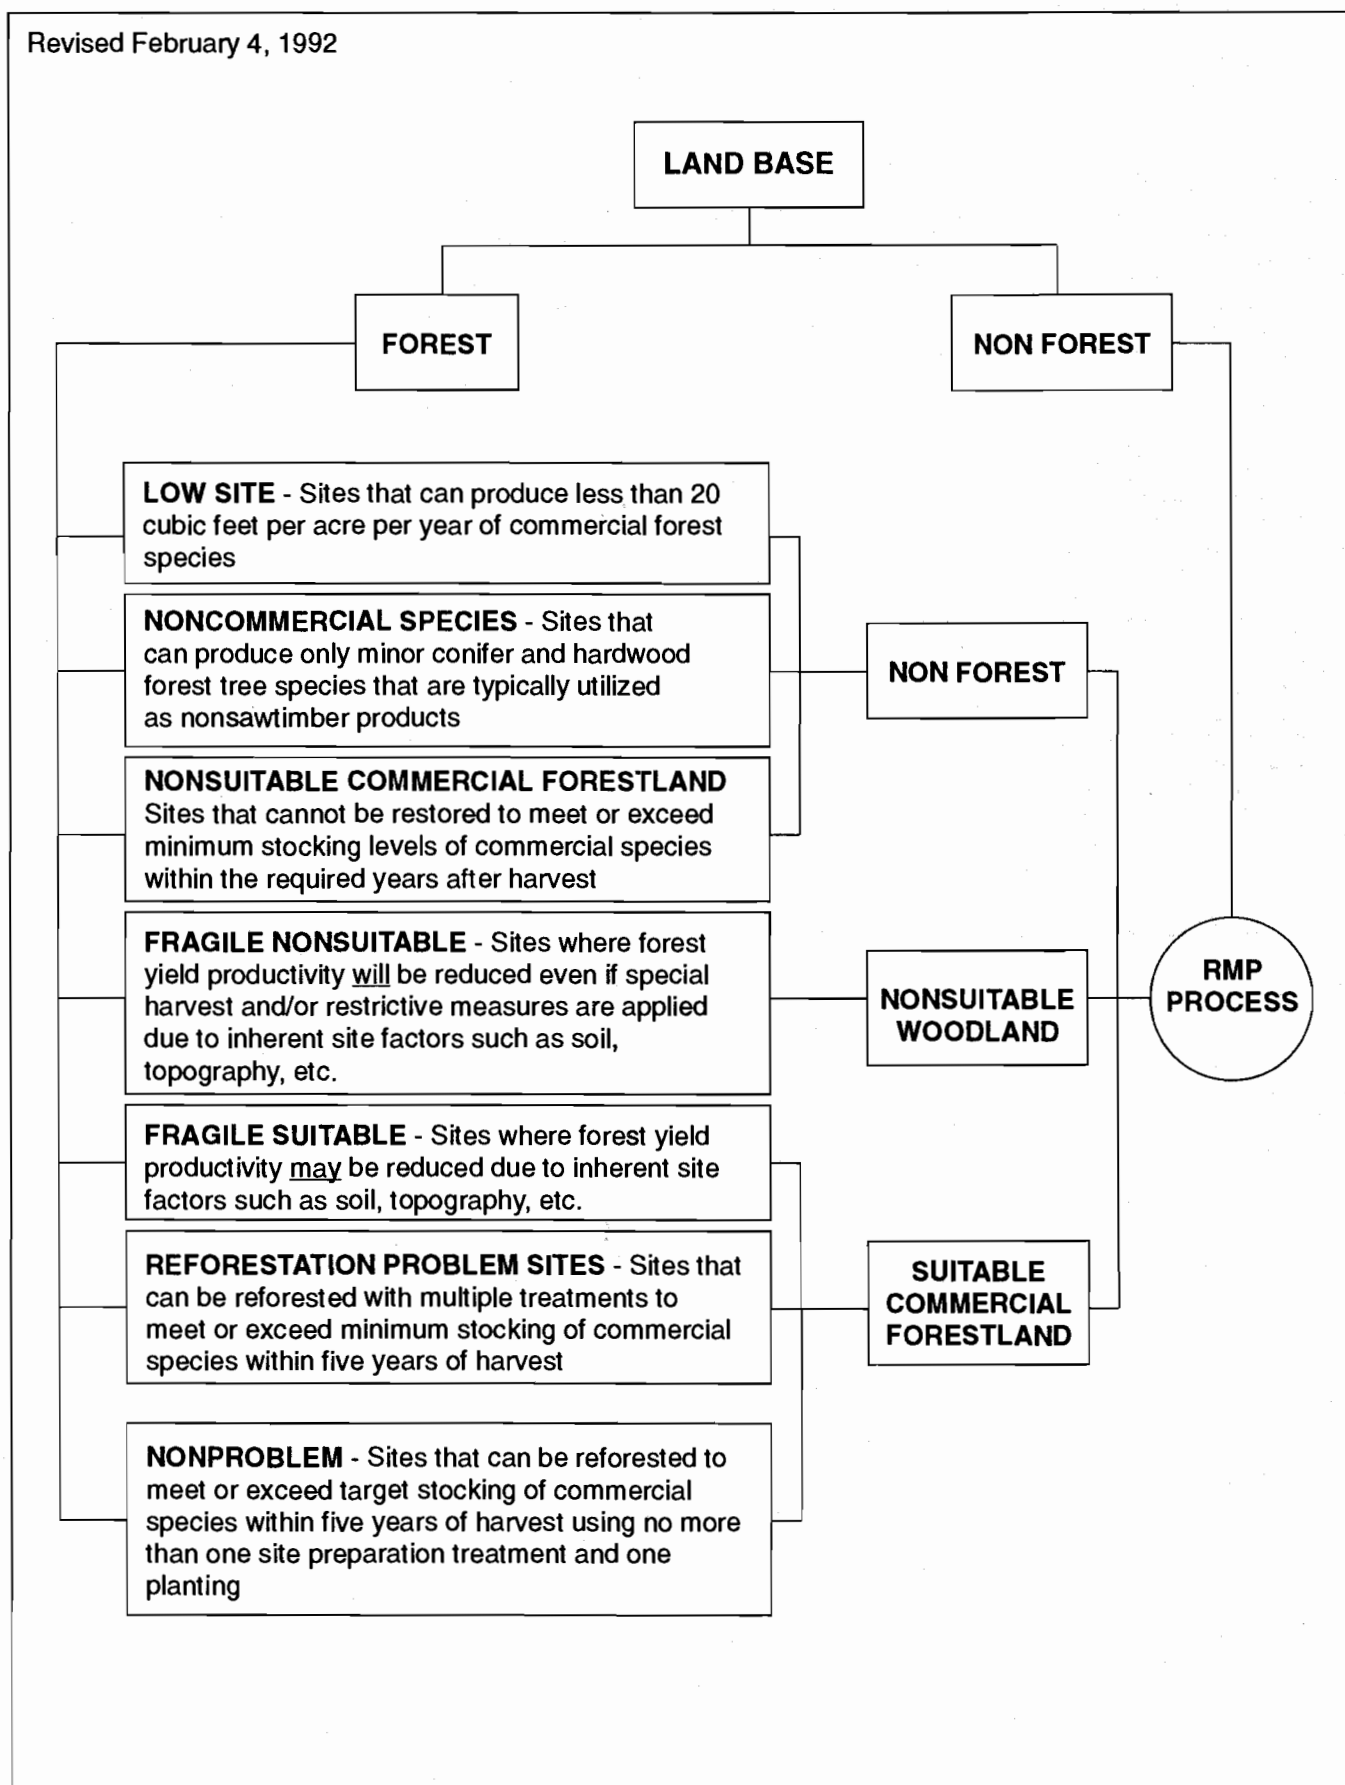 Revised February 4, 1992
LAND BASE
FOREST
NON FOREST
LOW SITE - Sites that can produce less than 20
cubic feet per acre per year of commercial forest
species
NONCOMMERCIAL SPECIES - Sites that
can produce only minor conifer and hardwood
forest tree species that are typically utilized
as nonsawtimber products
NON FOREST
NONSUITABLE COMMERCIAL FORESTLAND
Sites that cannot be restored to meet or exceed
minimum stocking levels of commercial species
within the required years after harvest
FRAGILE NONSUITABLE - Sites where forest
yield productivity will be reduced even if special
harvest and/or restrictive measures are applied
due to inherent site factors such as soil,
topography, etc.
NONSUITABLE
WOODLAND
RMP
PROCESS
FRAGILE SUITABLE - Sites where forest yield
productivity may be reduced due to inherent site
factors such as soil, topography, etc.
REFORESTATION PROBLEM SITES - Sites that
can be reforested with multiple treatments to
meet or exceed minimum stocking of commercial
species within five years of harvest
SUITABLE
COMMERCIAL
FORESTLAND
NONPROBLEM - Sites that can be reforested to
meet or exceed target stocking of commercial
species within five years of harvest using no more
than one site preparation treatment and one
planting